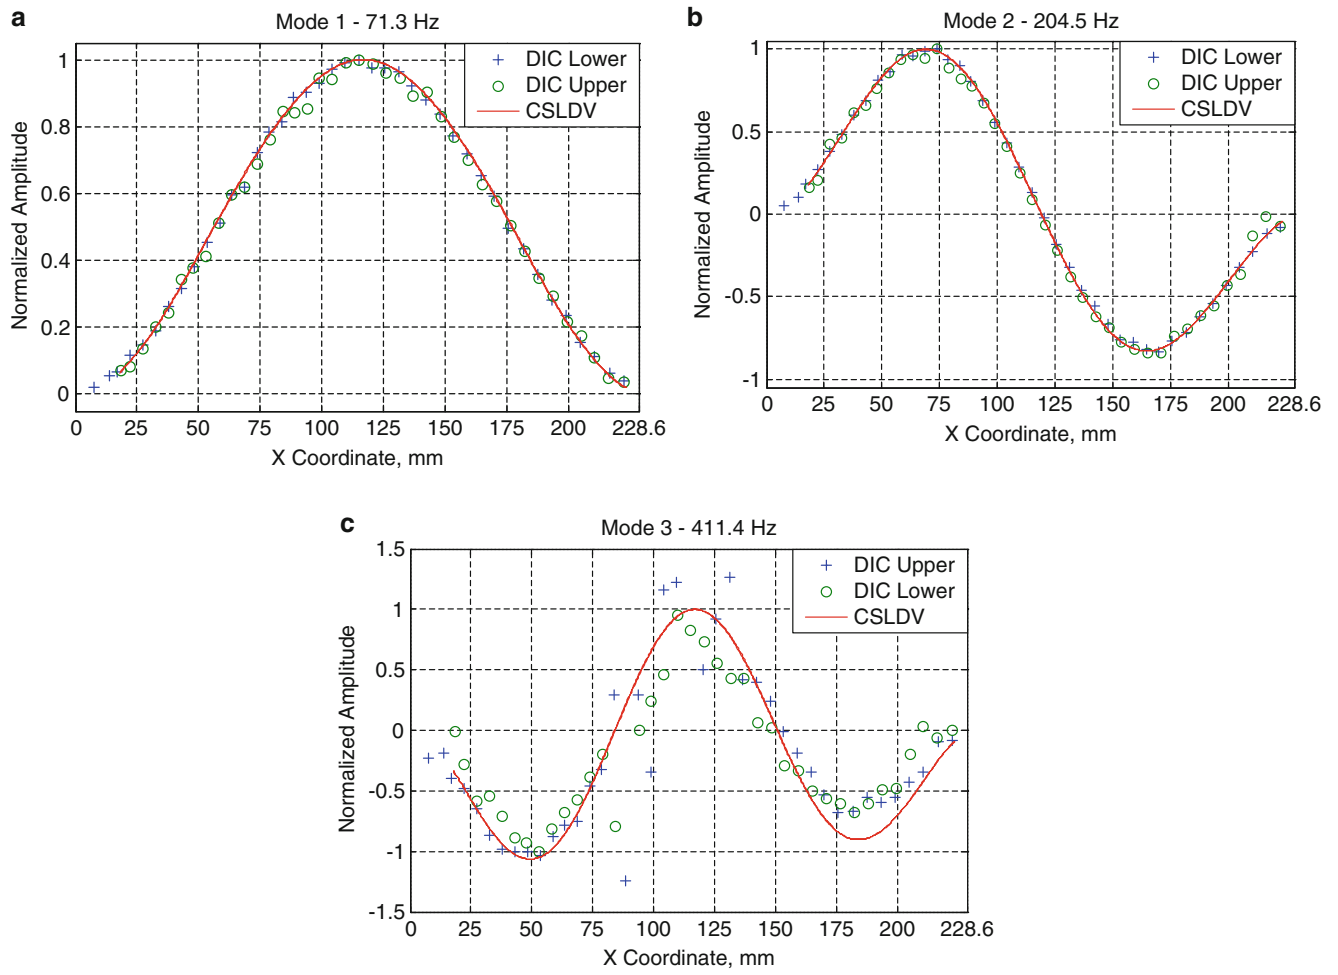 a
Mode 1 - 71.3 Hz
DIC Lower
DIC Upper
CSLDV
Normalized Amplitude
1
0.8
0.6
0.4
0.2
0
0 25 50 75 100 125 150 175 200 228.6
X Coordinate, mm
b
Mode 2 - 204.5 Hz
DIC Lower
DIC Upper
CSLDV
Normalized Amplitude
1
0.5
0
-0.5
-1
0 25 50 75 100 125 150 175 200 228.6
X Coordinate, mm
c
Mode 3 - 411.4 Hz
DIC Upper
DIC Lower
CSLDV
Normalized Amplitude
1.5
1
0.5
0
-0.5
-1
-1.5
0 25 50 75 100 125 150 175 200 228.6
X Coordinate, mm